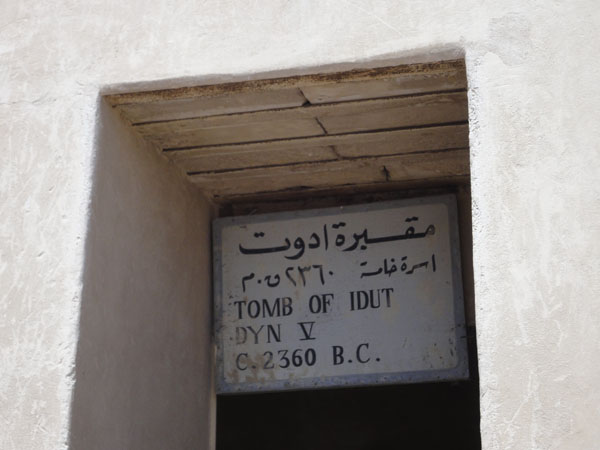 مقبرة ادوت
اسرة خامسة
٢٣٦٠ ق.م
TOMB OF IDUT
DYN V
C.2360 B.C.